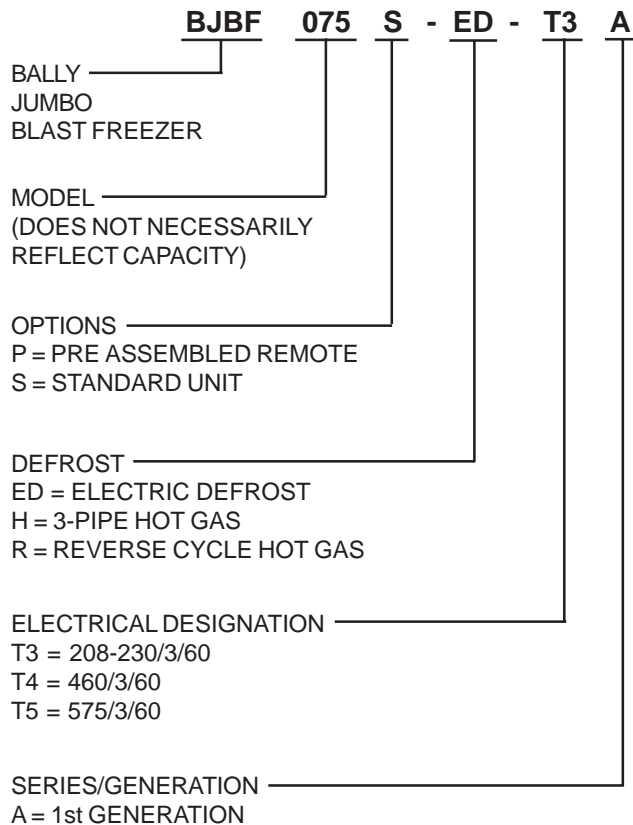 BJBF 075 S - ED - T3 A
BALLY
JUMBO
BLAST FREEZER
MODEL
(DOES NOT NECESSARILY
REFLECT CAPACITY)
OPTIONS
P = PRE ASSEMBLED REMOTE
S = STANDARD UNIT
DEFROST
ED = ELECTRIC DEFROST
H = 3-PIPE HOT GAS
R = REVERSE CYCLE HOT GAS
ELECTRICAL DESIGNATION
T3 = 208-230/3/60
T4 = 460/3/60
T5 = 575/3/60
SERIES/GENERATION
A = 1st GENERATION